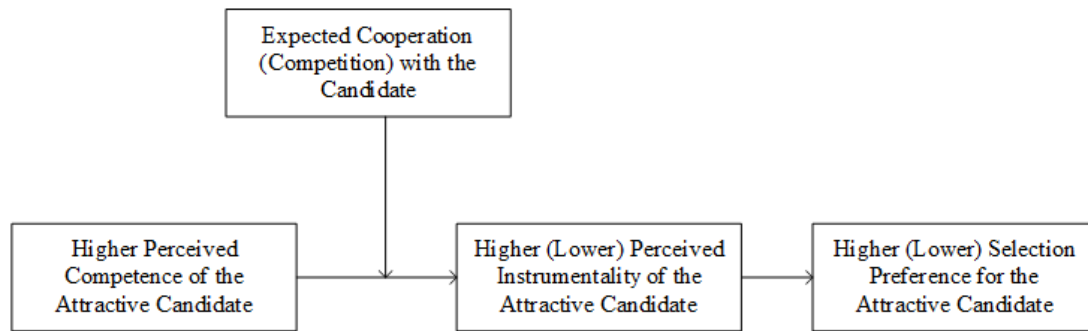 Expected Cooperation
(Competition) with the
Candidate
Higher Perceived
Competence of the
Attractive Candidate
Higher (Lower) Perceived
Instrumentality of the
Attractive Candidate
Higher (Lower) Selection
Preference for the
Attractive Candidate